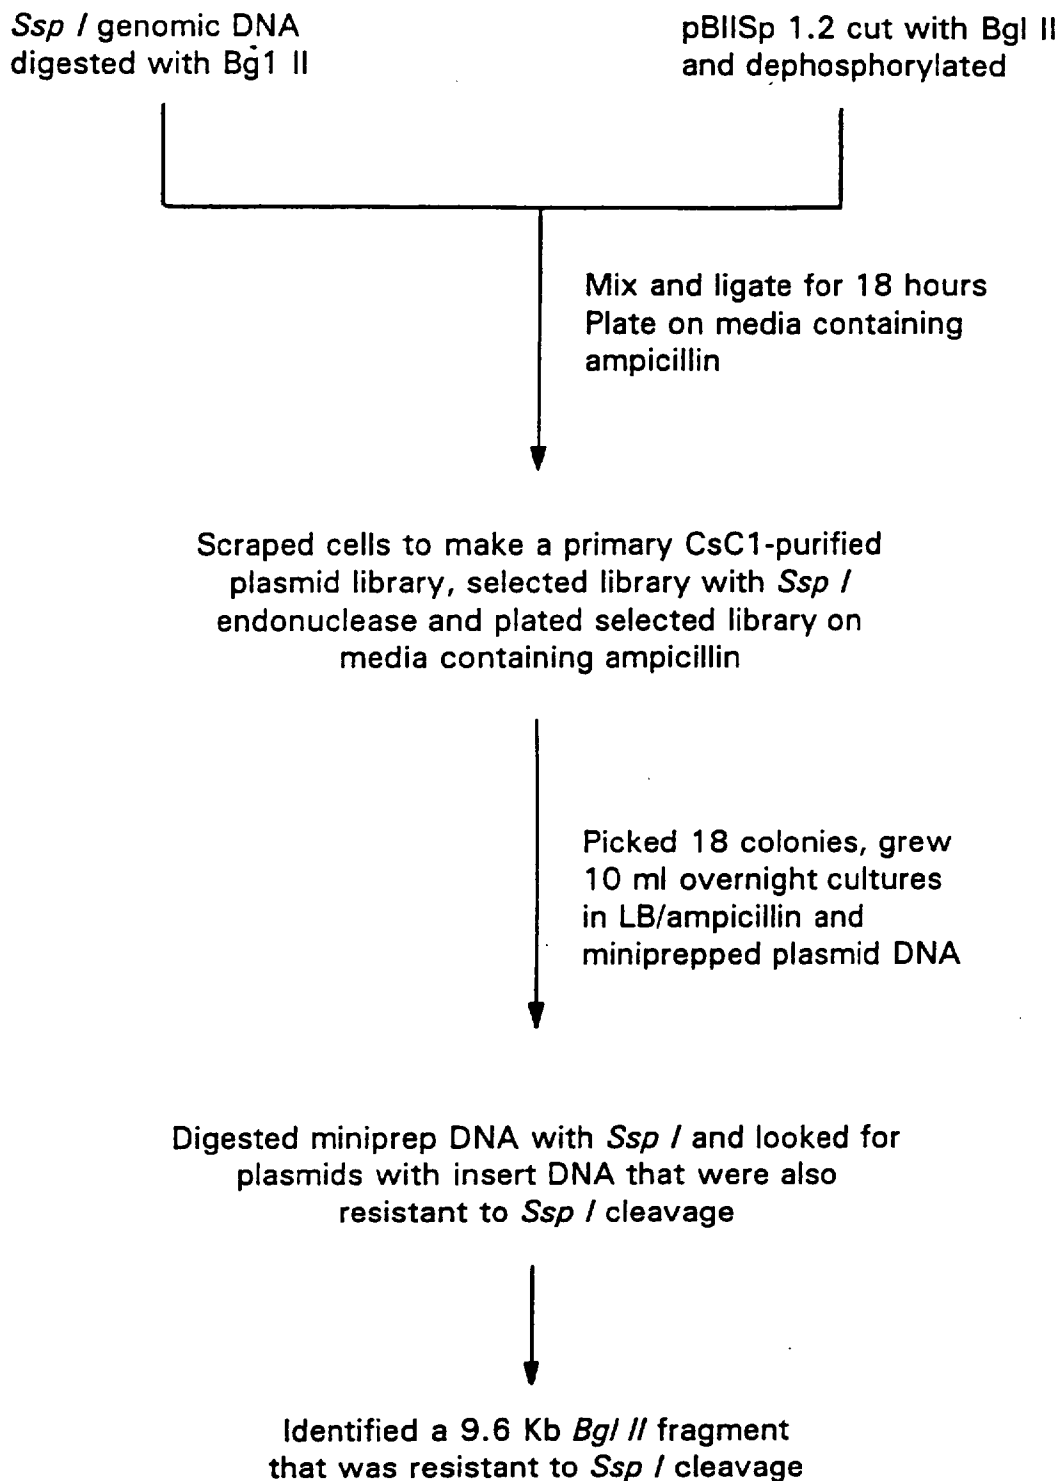 Ssp I genomic DNA
digested with Bg1 II
pBIISp 1.2 cut with Bgl II
and dephosphorylated
Mix and ligate for 18 hours
Plate on media containing
ampicillin
Scraped cells to make a primary CsC1-purified
plasmid library, selected library with Ssp I
endonuclease and plated selected library on
media containing ampicillin
Picked 18 colonies, grew
10 ml overnight cultures
in LB/ampicillin and
miniprepped plasmid DNA
Digested miniprep DNA with Ssp I and looked for
plasmids with insert DNA that were also
resistant to Ssp I cleavage
Identified a 9.6 Kb Bgl II fragment
that was resistant to Ssp I cleavage